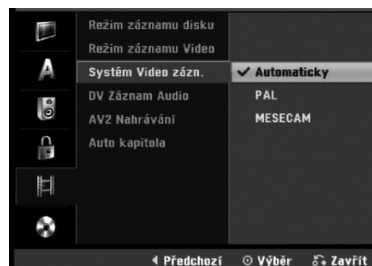 Režim záznamu disku
Režim záznamu Video
Systém Video zázn.
✔ Automaticky
DV Záznam Audio
PAL
AV2 Nahrávání
MESECAM
Auto kapitola
A
◀ Předchozí ⊙ Výběr Zavřít